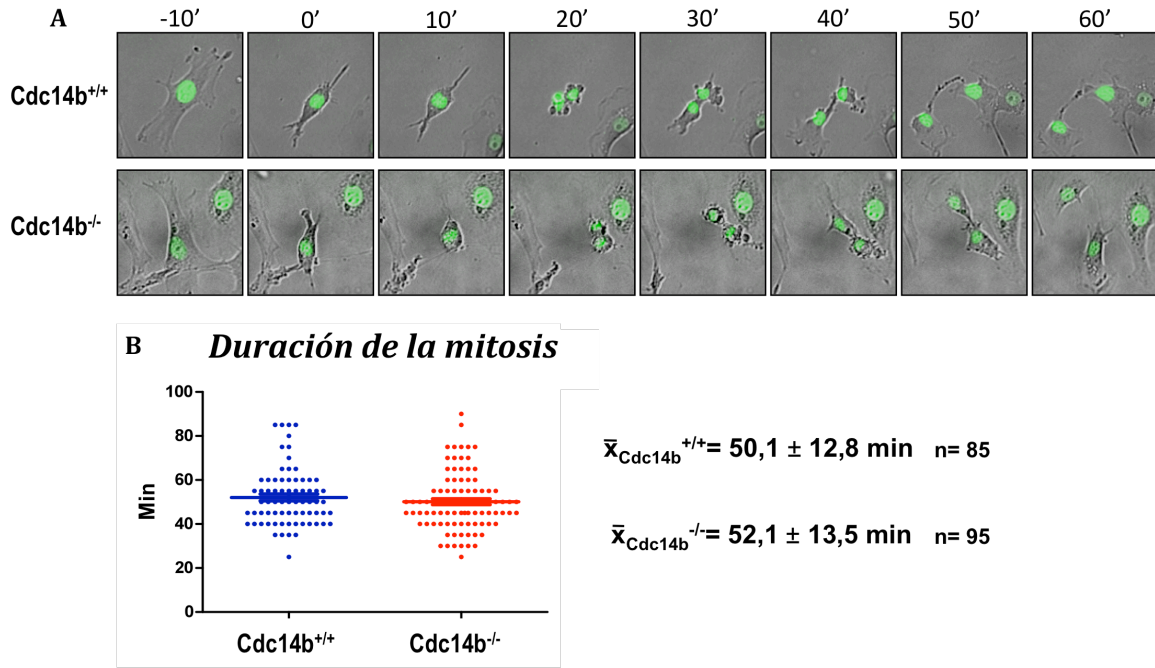 A
-10’ 0’ 10’ 20’ 30’ 40’ 50’ 60’
Cdc14b+/+
Cdc14b-/-
B Duración de la mitosis
100
80
60
40
20
0
Min
Cdc14b+/+ Cdc14b-/-
x̅Cdc14b+/+= 50,1 ± 12,8 min n= 85
x̅Cdc14b-/-= 52,1 ± 13,5 min n= 95